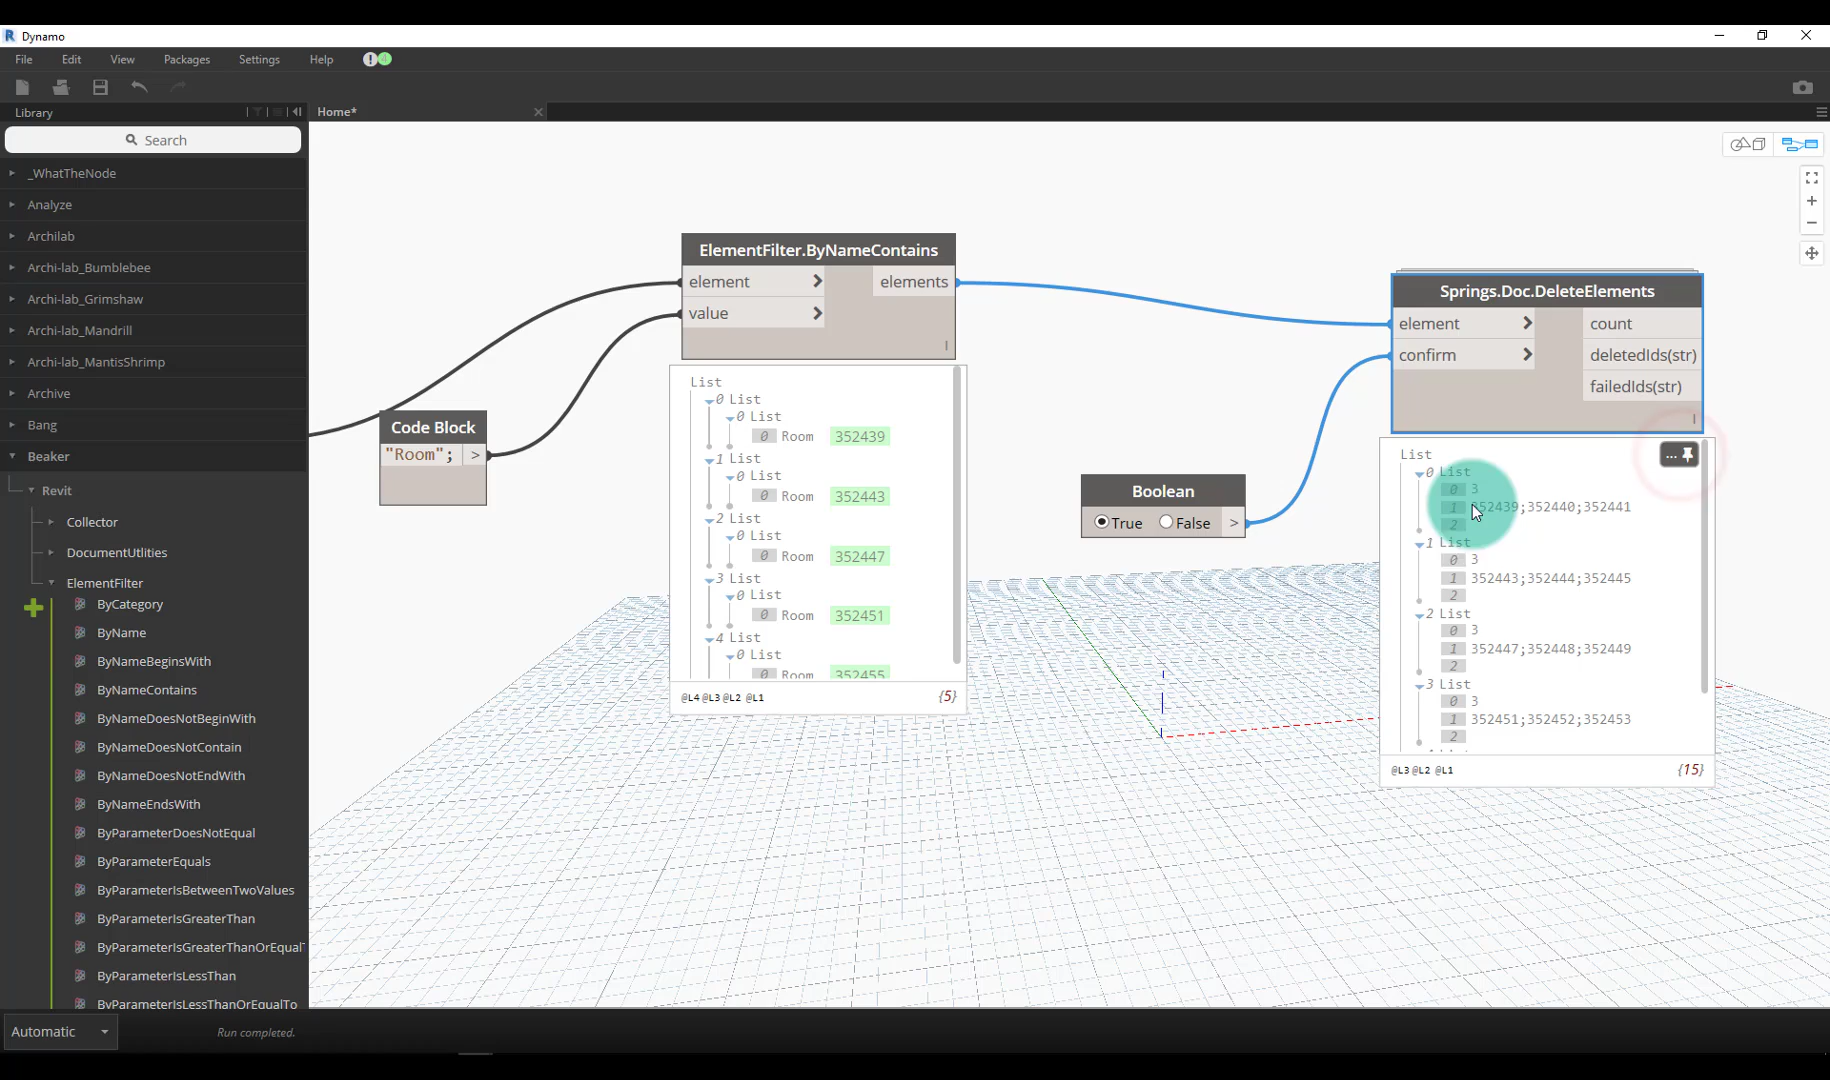 Dynamo
File Edit View Packages Settings Help
Library
Home*
Search
_WhatTheNode
Analyze
Archilab
Archi-lab_Bumblebee
Archi-lab_Grimshaw
Archi-lab_Mandrill
Archi-lab_MantisShrimp
Archive
Bang
Beaker
Revit
Collector
DocumentUtlities
ElementFilter
ByCategory
ByName
ByNameBeginsWith
ByNameContains
ByNameDoesNotBeginWith
ByNameDoesNotContain
ByNameDoesNotEndWith
ByNameEndsWith
ByParameterDoesNotEqual
ByParameterEquals
ByParameterIsBetweenTwoValues
ByParameterIsGreaterThan
ByParameterIsGreaterThanOrEqualT
ByParameterIsLessThan
ByParameterIsLessThanOrEqualTo
Automatic
Run completed.
Code Block
"Room"; >
ElementFilter.ByNameContains
element > elements
value >
List
0 List
0 List
0 Room 352439
1 List
0 List
0 Room 352443
2 List
0 List
0 Room 352447
3 List
0 List
0 Room 352451
4 List
0 List
0 Room 352455
@L4 @L3 @L2 @L1 {5}
Boolean
True False >
Springs.Doc.DeleteElements
element > count
confirm > deletedIds(str)
failedIds(str)
List
0 List
0 3
1 352439;352440;352441
2
1 List
0 3
1 352443;352444;352445
2
2 List
0 3
1 352447;352448;352449
2
3 List
0 3
1 352451;352452;352453
2
@L3 @L2 @L1 {15}